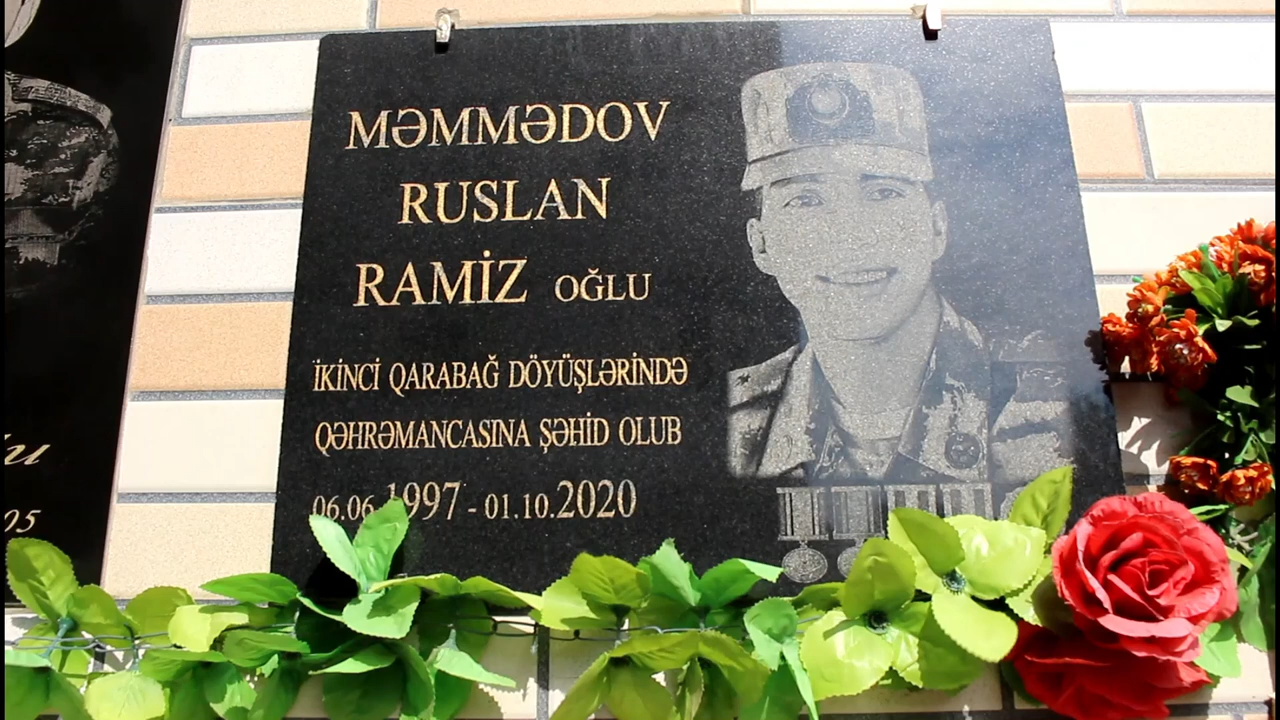 MƏMMƏDOV
RUSLAN
RAMİZ OĞLU
İKİNCİ QARABAĞ DÖYÜŞLƏRİNDƏ
QƏHRƏMANCASINA ŞƏHİD OLUB
06.06.1997 - 01.10.2020